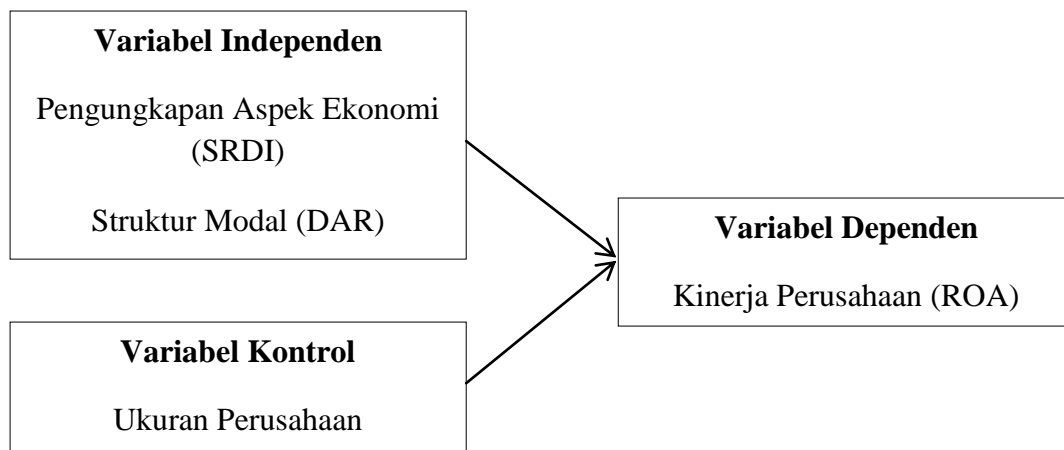 Variabel Independen
Pengungkapan Aspek Ekonomi
(SRDI)
Struktur Modal (DAR)
Variabel Dependen
Kinerja Perusahaan (ROA)
Variabel Kontrol
Ukuran Perusahaan